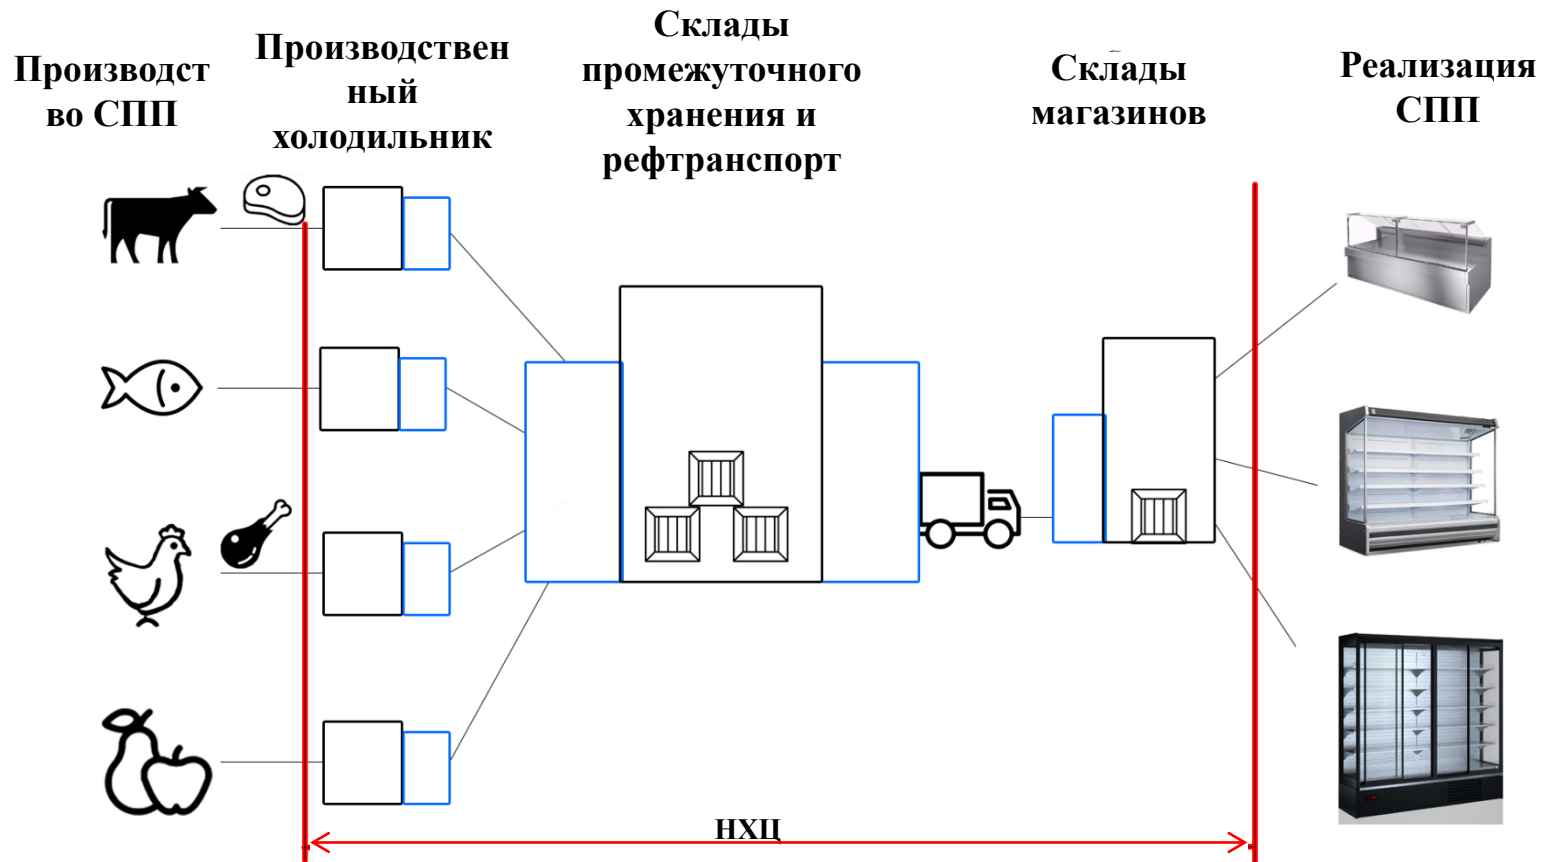 Производст
во СПП
Производствен
ный
холодильник
Склады
промежуточного
хранения и
рефтранспорт
Склады
магазинов
Реализация
СПП
НХЦ